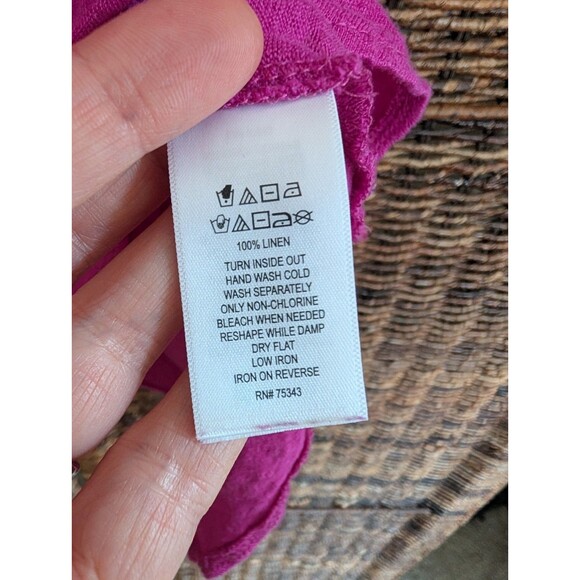 100% LINEN
TURN INSIDE OUT
HAND WASH COLD
WASH SEPARATELY
ONLY NON-CHLORINE
BLEACH WHEN NEEDED
RESHAPE WHILE DAMP
DRY FLAT
LOW IRON
IRON ON REVERSE
RN# 75343